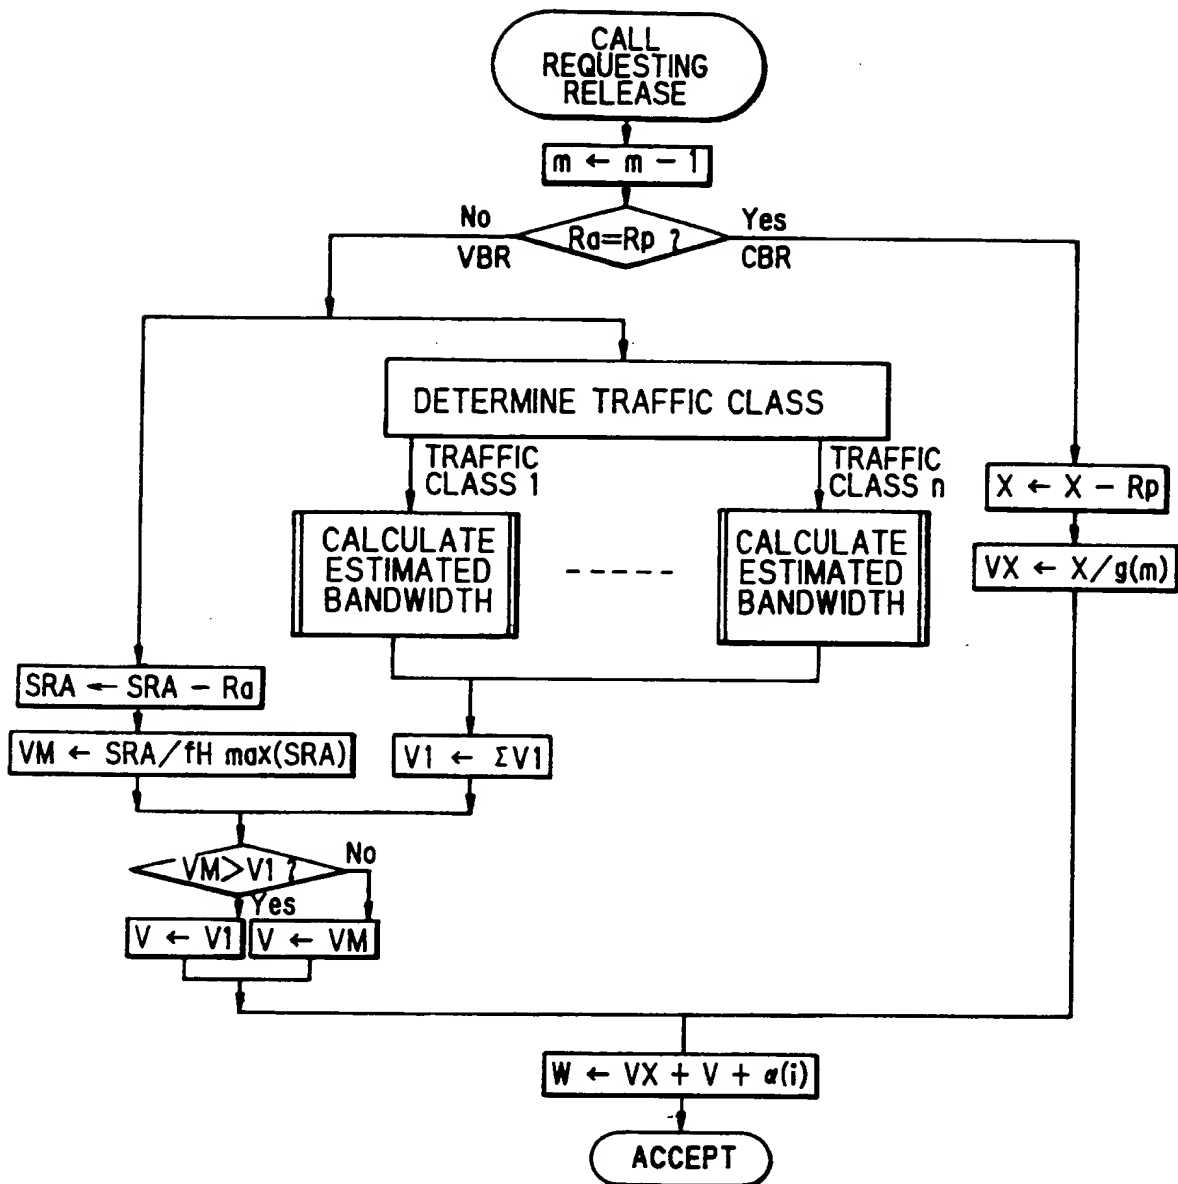 CALL
REQUESTING
RELEASE
m ← m - 1
No
Yes
Ra=Rp ?
VBR
CBR
DETERMINE TRAFFIC CLASS
TRAFFIC
CLASS 1
TRAFFIC
CLASS n
X ← X - Rp
CALCULATE
ESTIMATED
BANDWIDTH
-----
CALCULATE
ESTIMATED
BANDWIDTH
VX ← X/g(m)
SRA ← SRA - Ra
VM ← SRA/fH max(SRA)
V1 ← ΣV1
VM>V1 ?
No
Yes
V ← V1
V ← VM
W ← VX + V + α(i)
ACCEPT